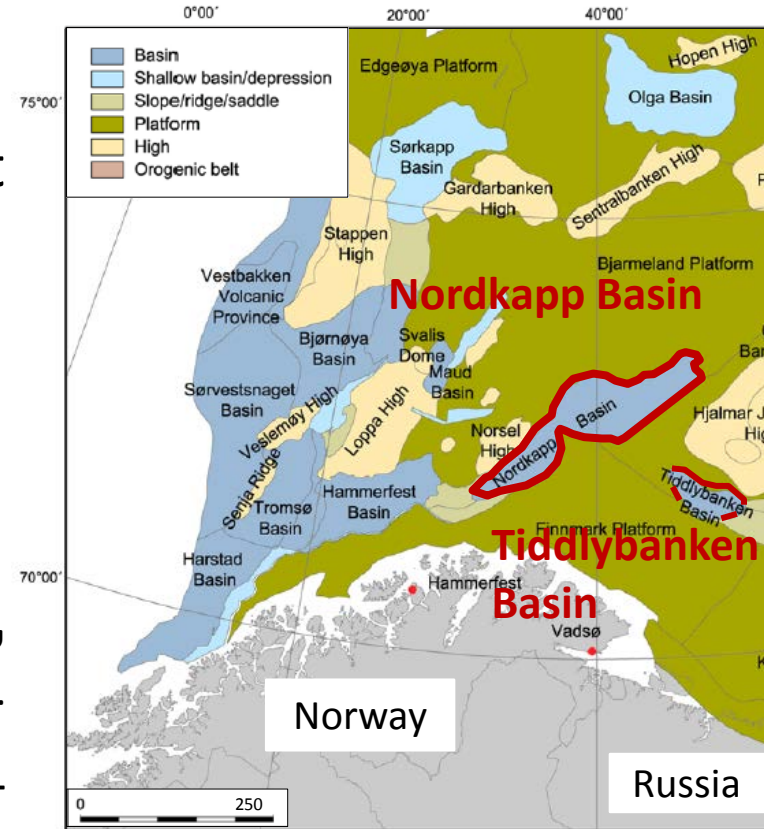 0°00´
20°00´
40°00´
75°00´
70°00´
Basin
Shallow basin/depression
Slope/ridge/saddle
Platform
High
Orogenic belt
Edgeøya Platform
Hopen High
Olga Basin
Sørkapp
Basin
Gardarbanken
High
Sentralbanken High
Stappen
High
Bjarmeland Platform
Vestbakken
Volcanic
Province
Nordkapp Basin
Bjørnøya
Basin
Svalis
Dome
Maud
Basin
Sørvestsnaget
Basin
Veslemøy High
Loppa High
Norsel
High
Nordkapp
Basin
Hjalmar J
Hig
Senja Ridge
Tromsø
Basin
Hammerfest
Basin
Tiddlybanken
Basin
Finnmark Platform
Tiddlybanken
Basin
Harstad
Basin
Hammerfest
Vadsø
Norway
Russia
0
250